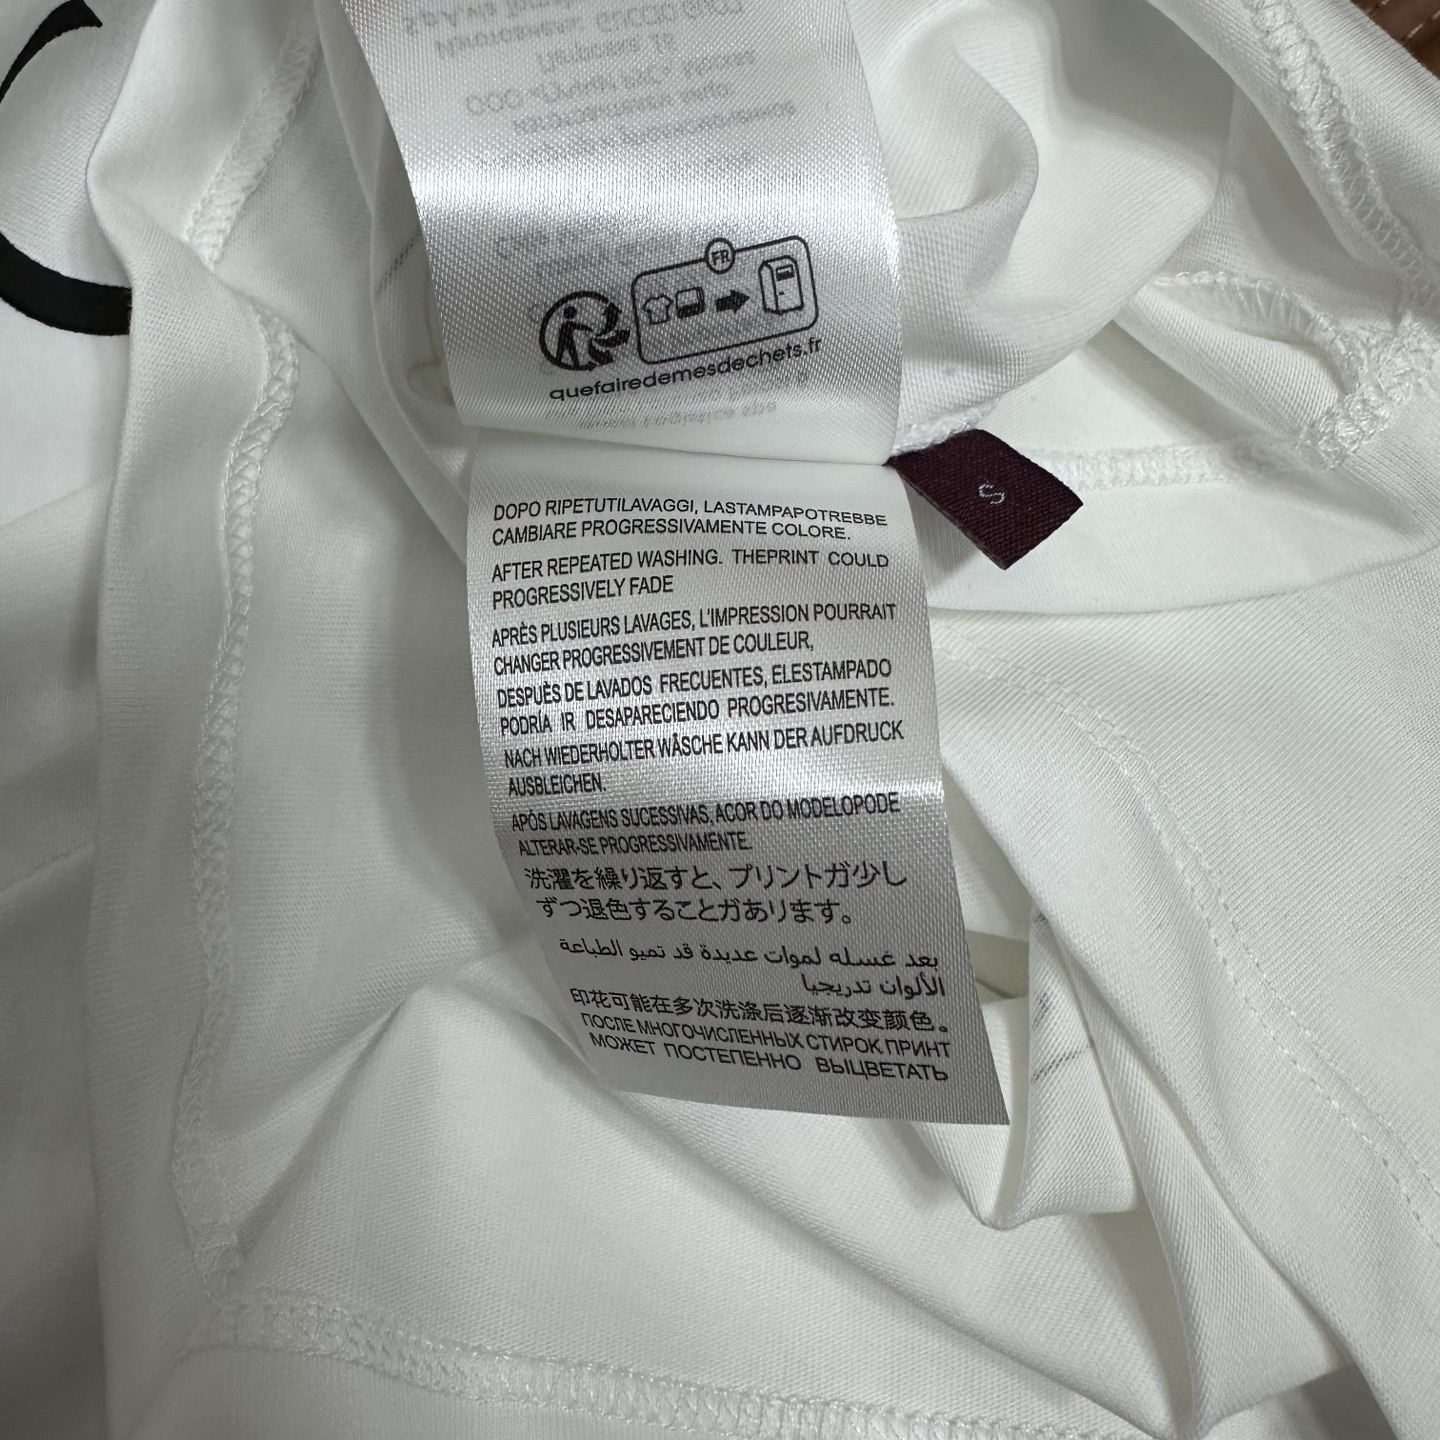 FR
quefairedemesdechets.fr
S
DOPO RIPETUTILAVAGGI, LASTAMPAPOTREBBE
CAMBIARE PROGRESSIVAMENTE COLORE.
AFTER REPEATED WASHING. THEPRINT COULD
PROGRESSIVELY FADE
APRÈS PLUSIEURS LAVAGES, L'IMPRESSION POURRAIT
CHANGER PROGRESSIVEMENT DE COULEUR,
DESPUÈS DE LAVADOS FRECUENTES, ELESTAMPADO
PODRÍA IR DESAPARECIENDO PROGRESIVAMENTE.
NACH WIEDERHOLTER WÂSCHE KANN DER AUFDRUCK
AUSBLEICHEN.
APÒS LAVAGENS SUCESSIVAS, ACOR DO MODELOPODE
ALTERAR-SE PROGRESSIVAMENTE.
洗濯を繰り返すと、プリントガ少し
ずつ退色することガあります。
بعد غسله لموات عديدة قد تميو الطباعة
الألوان تدريجيا
印花可能在多次洗涤后逐渐改变颜色。
ПОСЛЕ МНОГОЧИСЛЕННЫХ СТИРОК ПРИНТ
МОЖЕТ ПОСТЕПЕННО ВЫЦВЕТАТЬ